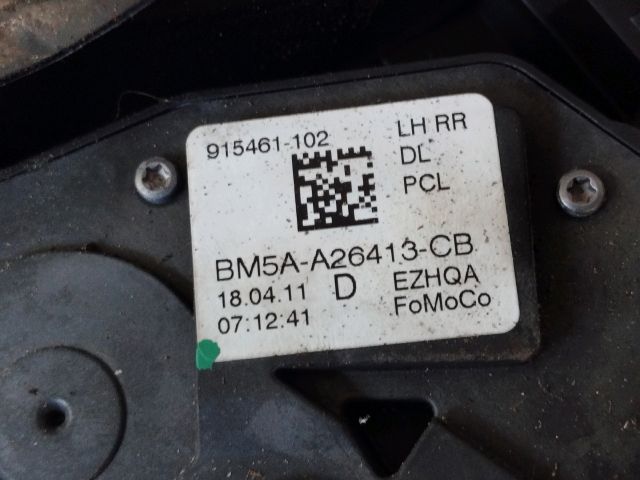 915461-102
LH RR
DL
PCL
BM5A-A26413-CB
18.04.11 D EZHQA
07:12:41 FoMoCo